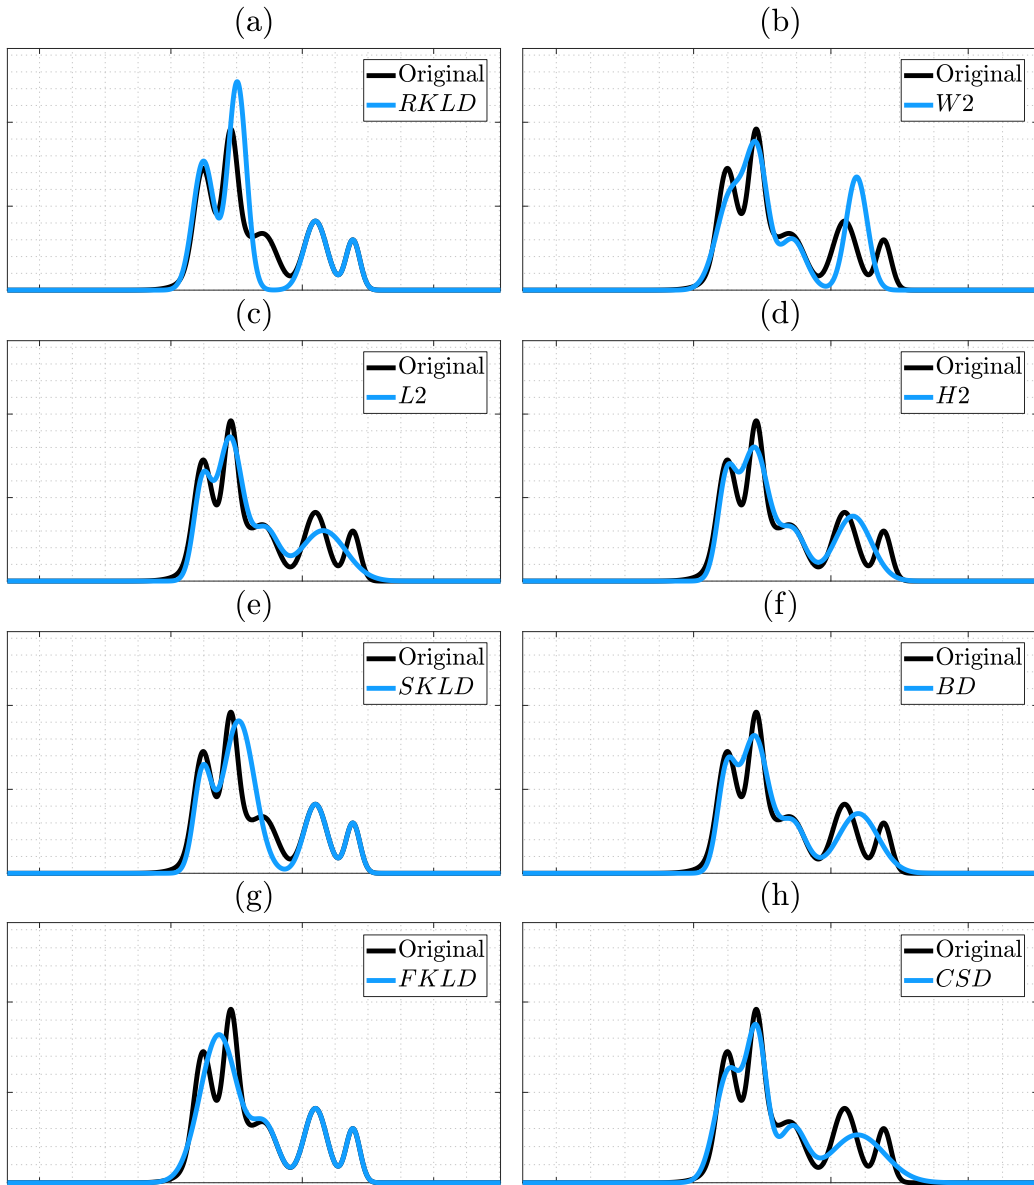 (a)
Original
RKLD
(b)
Original
W2
(c)
Original
L2
(d)
Original
H2
(e)
Original
SKLD
(f)
Original
BD
(g)
Original
FKLD
(h)
Original
CSD